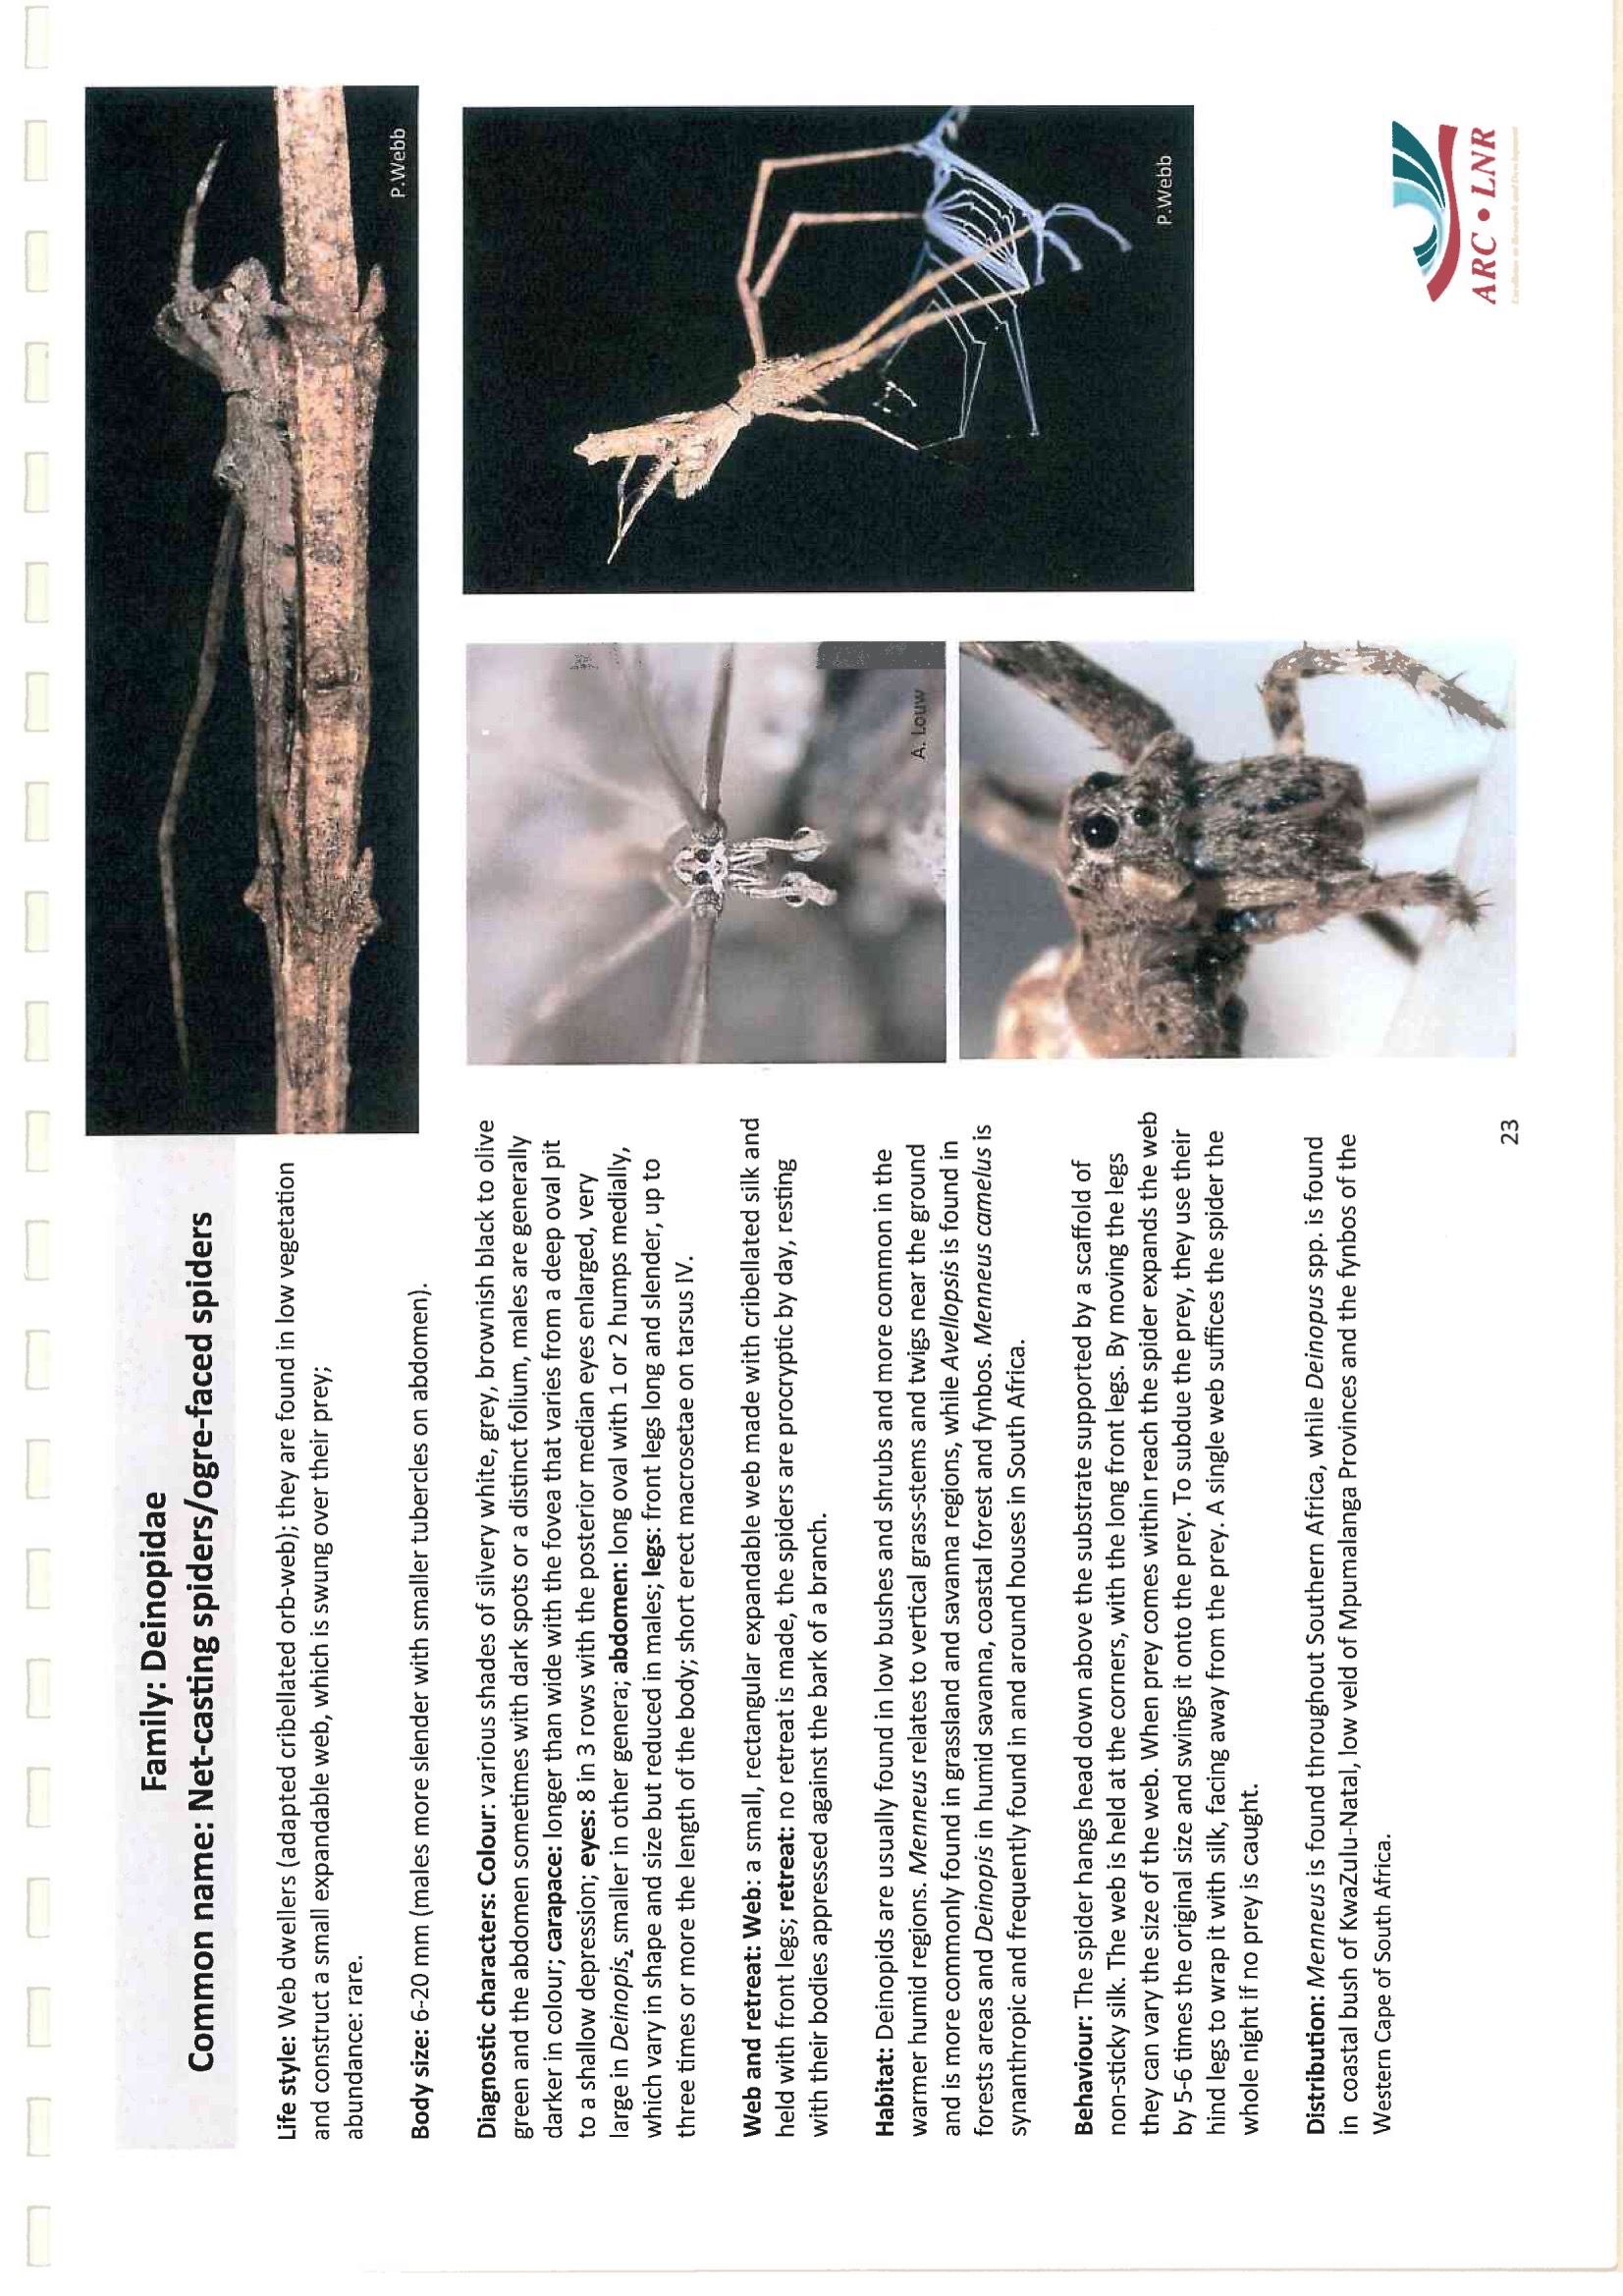 Family: Deinopidae
Common name: Net-casting spiders/ogre-faced spiders
Life style: Web dwellers (adapted cribellated orb-web); they are found in low vegetation
and construct a small expandable web, which is swung over their prey;
abundance: rare.
Body size: 6-20 mm (males more slender with smaller tubercles on abdomen).
Diagnostic characters: Colour: various shades of silvery white, grey, brownish black to olive
green and the abdomen sometimes with dark spots or a distinct folium, males are generally
darker in colour; carapace: longer than wide with the fovea that varies from a deep oval pit
to a shallow depression; eyes: 8 in 3 rows with the posterior median eyes enlarged, very
large in Deinopis, smaller in other genera; abdomen: long oval with 1 or 2 humps medially,
which vary in shape and size but reduced in males; legs: front legs long and slender, up to
three times or more the length of the body; short erect macrosetae on tarsus IV.
Web and retreat: Web: a small, rectangular expandable web made with cribellated silk and
held with front legs; retreat: no retreat is made, the spiders are procryptic by day, resting
with their bodies appressed against the bark of a branch.
Habitat: Deinopids are usually found in low bushes and shrubs and more common in the
warmer humid regions. Menneus relates to vertical grass-stems and twigs near the ground
and is more commonly found in grassland and savanna regions, while Avellopsis is found in
forests areas and Deinopis in humid savanna, coastal forest and fynbos. Menneus camelus is
synanthropic and frequently found in and around houses in South Africa.
Behaviour: The spider hangs head down above the substrate supported by a scaffold of
non-sticky silk. The web is held at the corners, with the long front legs. By moving the legs
they can vary the size of the web. When prey comes within reach the spider expands the web
by 5-6 times the original size and swings it onto the prey. To subdue the prey, they use their
hind legs to wrap it with silk, facing away from the prey. A single web suffices the spider the
whole night if no prey is caught.
Distribution: Menneus is found throughout Southern Africa, while Deinopus spp. is found
in coastal bush of KwaZulu-Natal, low veld of Mpumalanga Provinces and the fynbos of the
Western Cape of South Africa.
P.Webb
A. Louw
P.Webb
23
ARC • LNR
Excellence in Research and Development